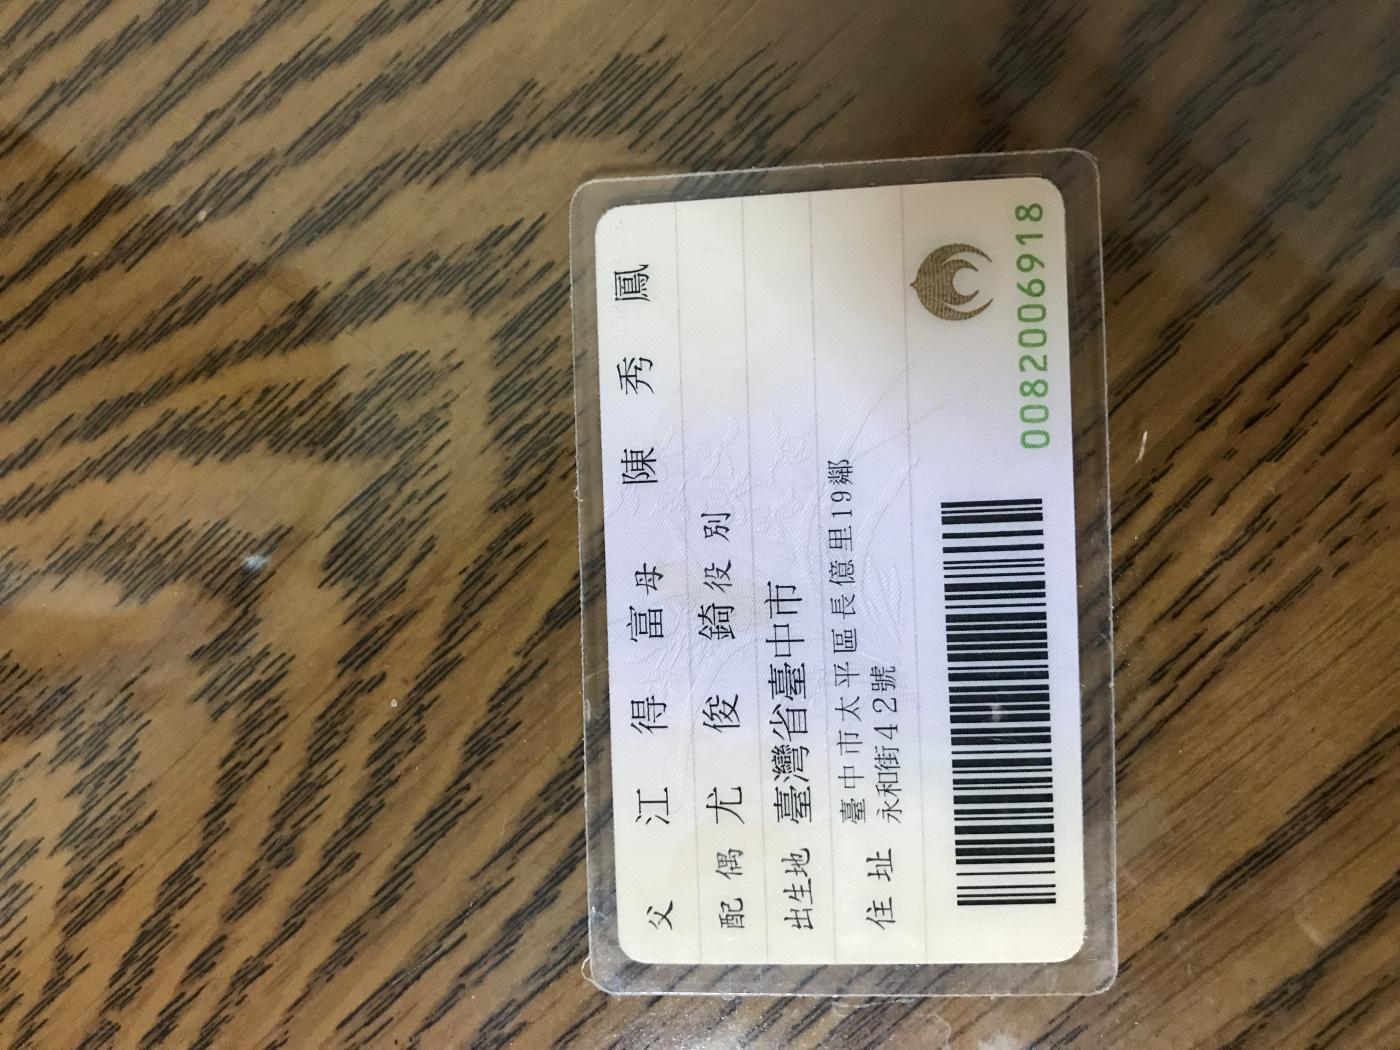 父 江得富 母 陳秀鳳
配偶 尤俊錡 役別
出生地 臺灣省臺中市
住址 臺中市太平區長億里19鄰
永和街42號
0082006918